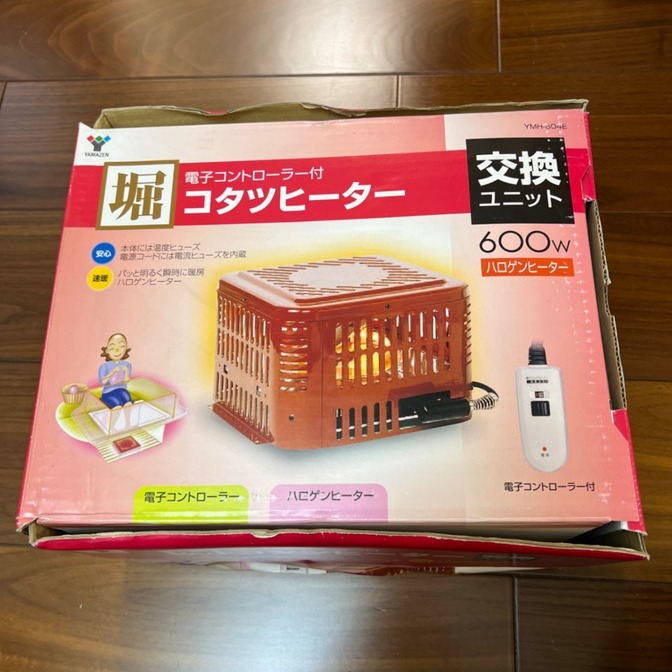 YAMAZEN
YMH-604E
堀
電子コントローラー付
コタツヒーター
交換
ユニット
600W
ハロゲンヒーター
安心
本体には温度ヒューズ
電源コードには電流ヒューズを内蔵
速暖
パッと明るく瞬時に暖房
ハロゲンヒーター
電子コントローラー付
電子コントローラー
ハロゲンヒーター